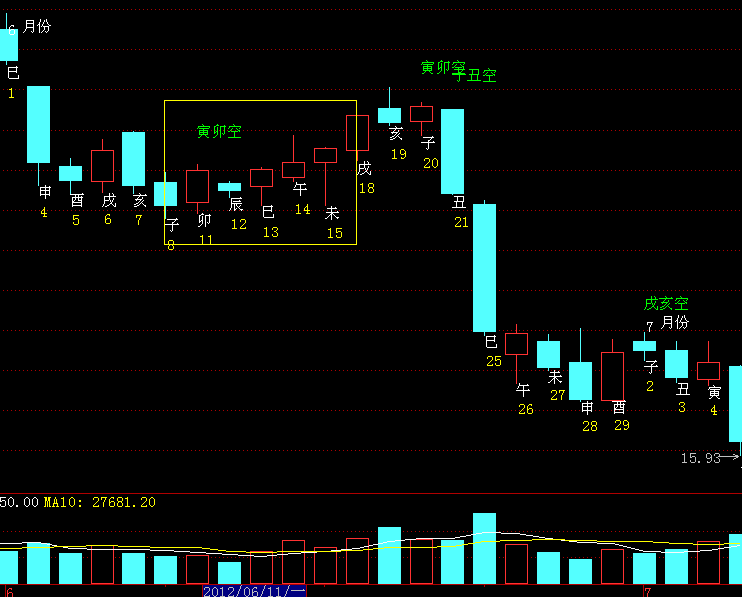 6 月份
巳
1
申
4
酉
5
戌
6
亥
7
子
8
寅卯空
卯
11
辰
12
巳
13
午
14
未
15
戌
18
亥
19
寅卯空
子丑空
子
20
丑
21
巳
25
午
26
未
27
申
28
酉
29
戌亥空
7 月份
子
2
丑
3
寅
4
15.93
50.00 MA10: 27681.20
6
2012/06/11/一
7